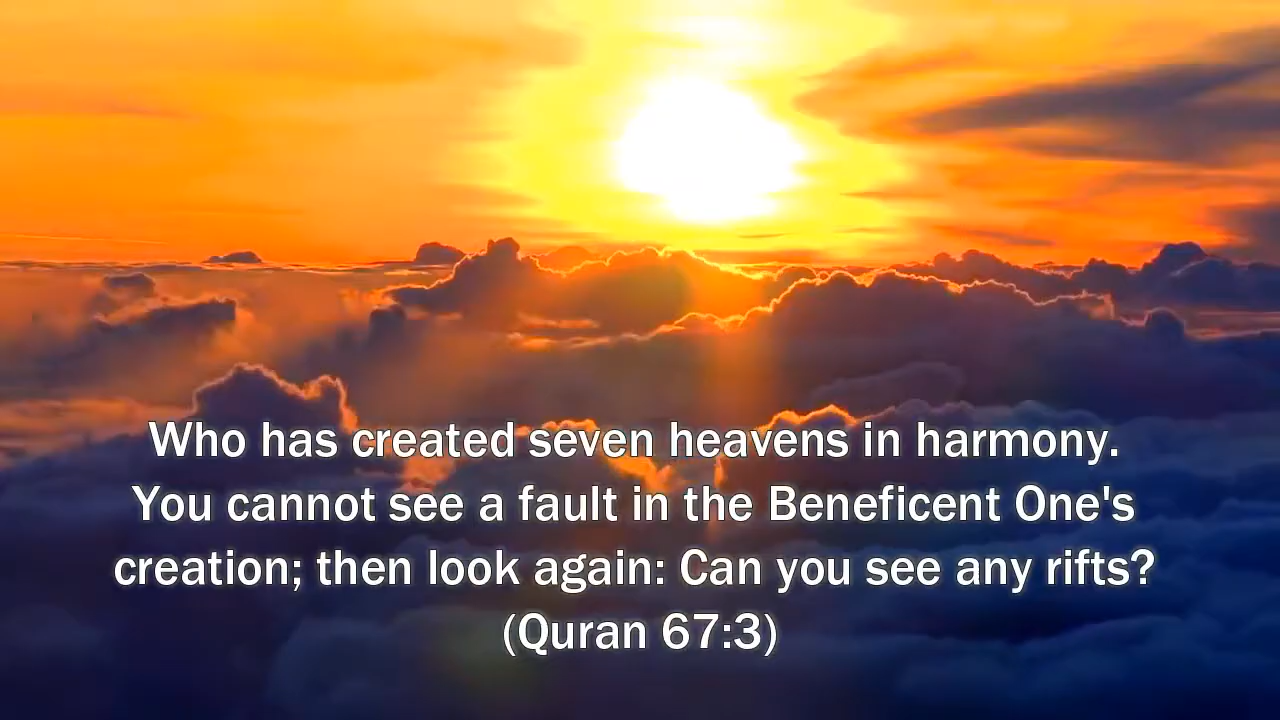 Who has created seven heavens in harmony.
You cannot see a fault in the Beneficent One's
creation; then look again: Can you see any rifts?
(Quran 67:3)